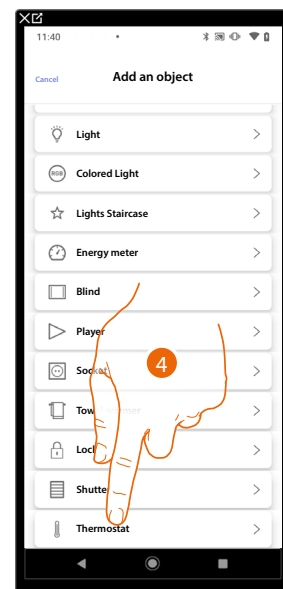 11:40
Cancel
Add an object
Light
RGB
Colored Light
Lights Staircase
Energy meter
Blind
Player
4
Socket
Lock
Thermostat